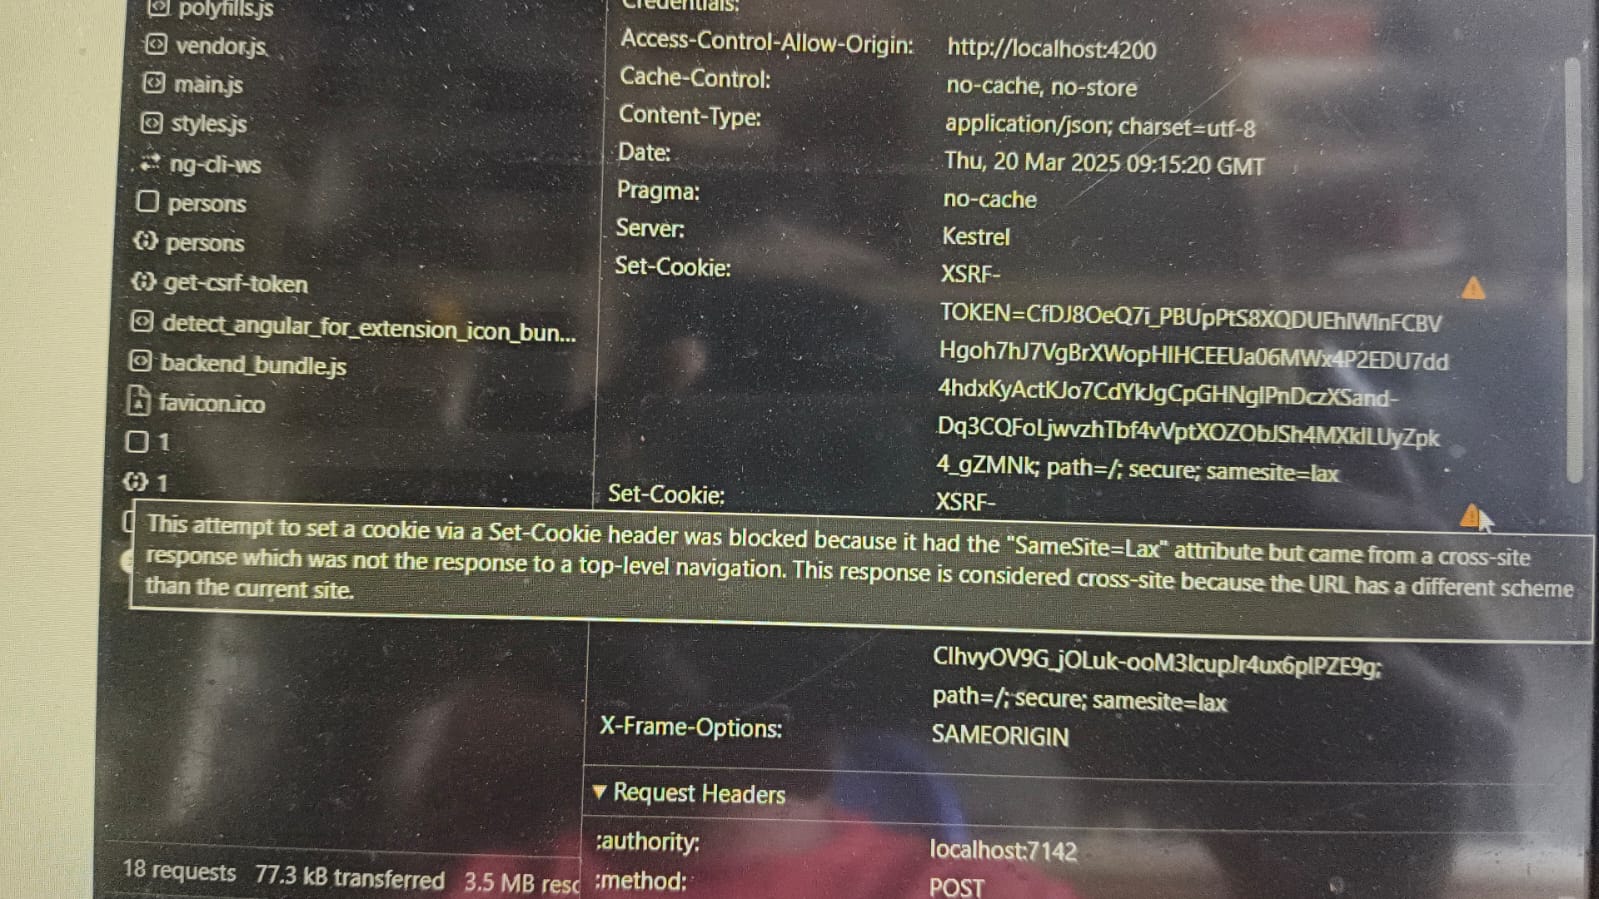 polyfills.js
vendor.js
main.js
styles.js
ng-cli-ws
persons
persons
get-csrf-token
detect_angular_for_extension_icon_bun...
backend_bundle.js
favicon.ico
1
1
Credentials:
Access-Control-Allow-Origin: http://localhost:4200
Cache-Control: no-cache, no-store
Content-Type: application/json; charset=utf-8
Date: Thu, 20 Mar 2025 09:15:20 GMT
Pragma: no-cache
Server: Kestrel
Set-Cookie: XSRF-
4_gZMNk; path=/; secure; samesite=lax
Set-Cookie: XSRF-
This attempt to set a cookie via a Set-Cookie header was blocked because it had the "SameSite=Lax" attribute but came from a cross-site
response which was not the response to a top-level navigation. This response is considered cross-site because the URL has a different scheme
than the current site.
path=/; secure; samesite=lax
X-Frame-Options: SAMEORIGIN
▼ Request Headers
:authority: localhost:7142
:method: POST
18 requests 77.3 kB transferred 3.5 MB resc